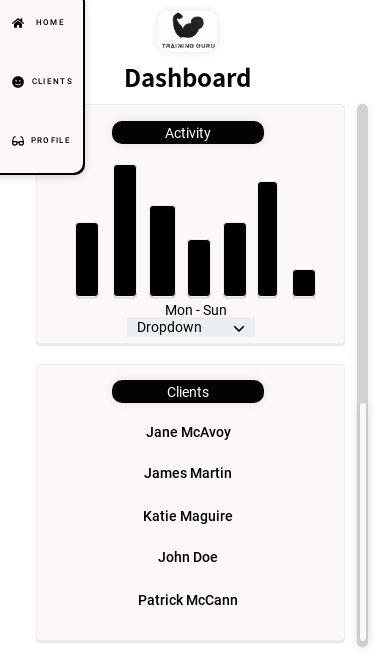 HOME
CLIENTS
PROFILE
TRAINING GURU
Dashboard
Activity
Mon - Sun
Dropdown
Clients
Jane McAvoy
James Martin
Katie Maguire
John Doe
Patrick McCann